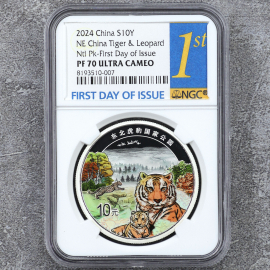 2024 China S10Y
NE China Tiger & Leopard
Ntl Pk-First Day of Issue
PF 70 ULTRA CAMEO
8193510-007
1st
FIRST DAY OF ISSUE
NGC
东北虎豹国家公园
10元